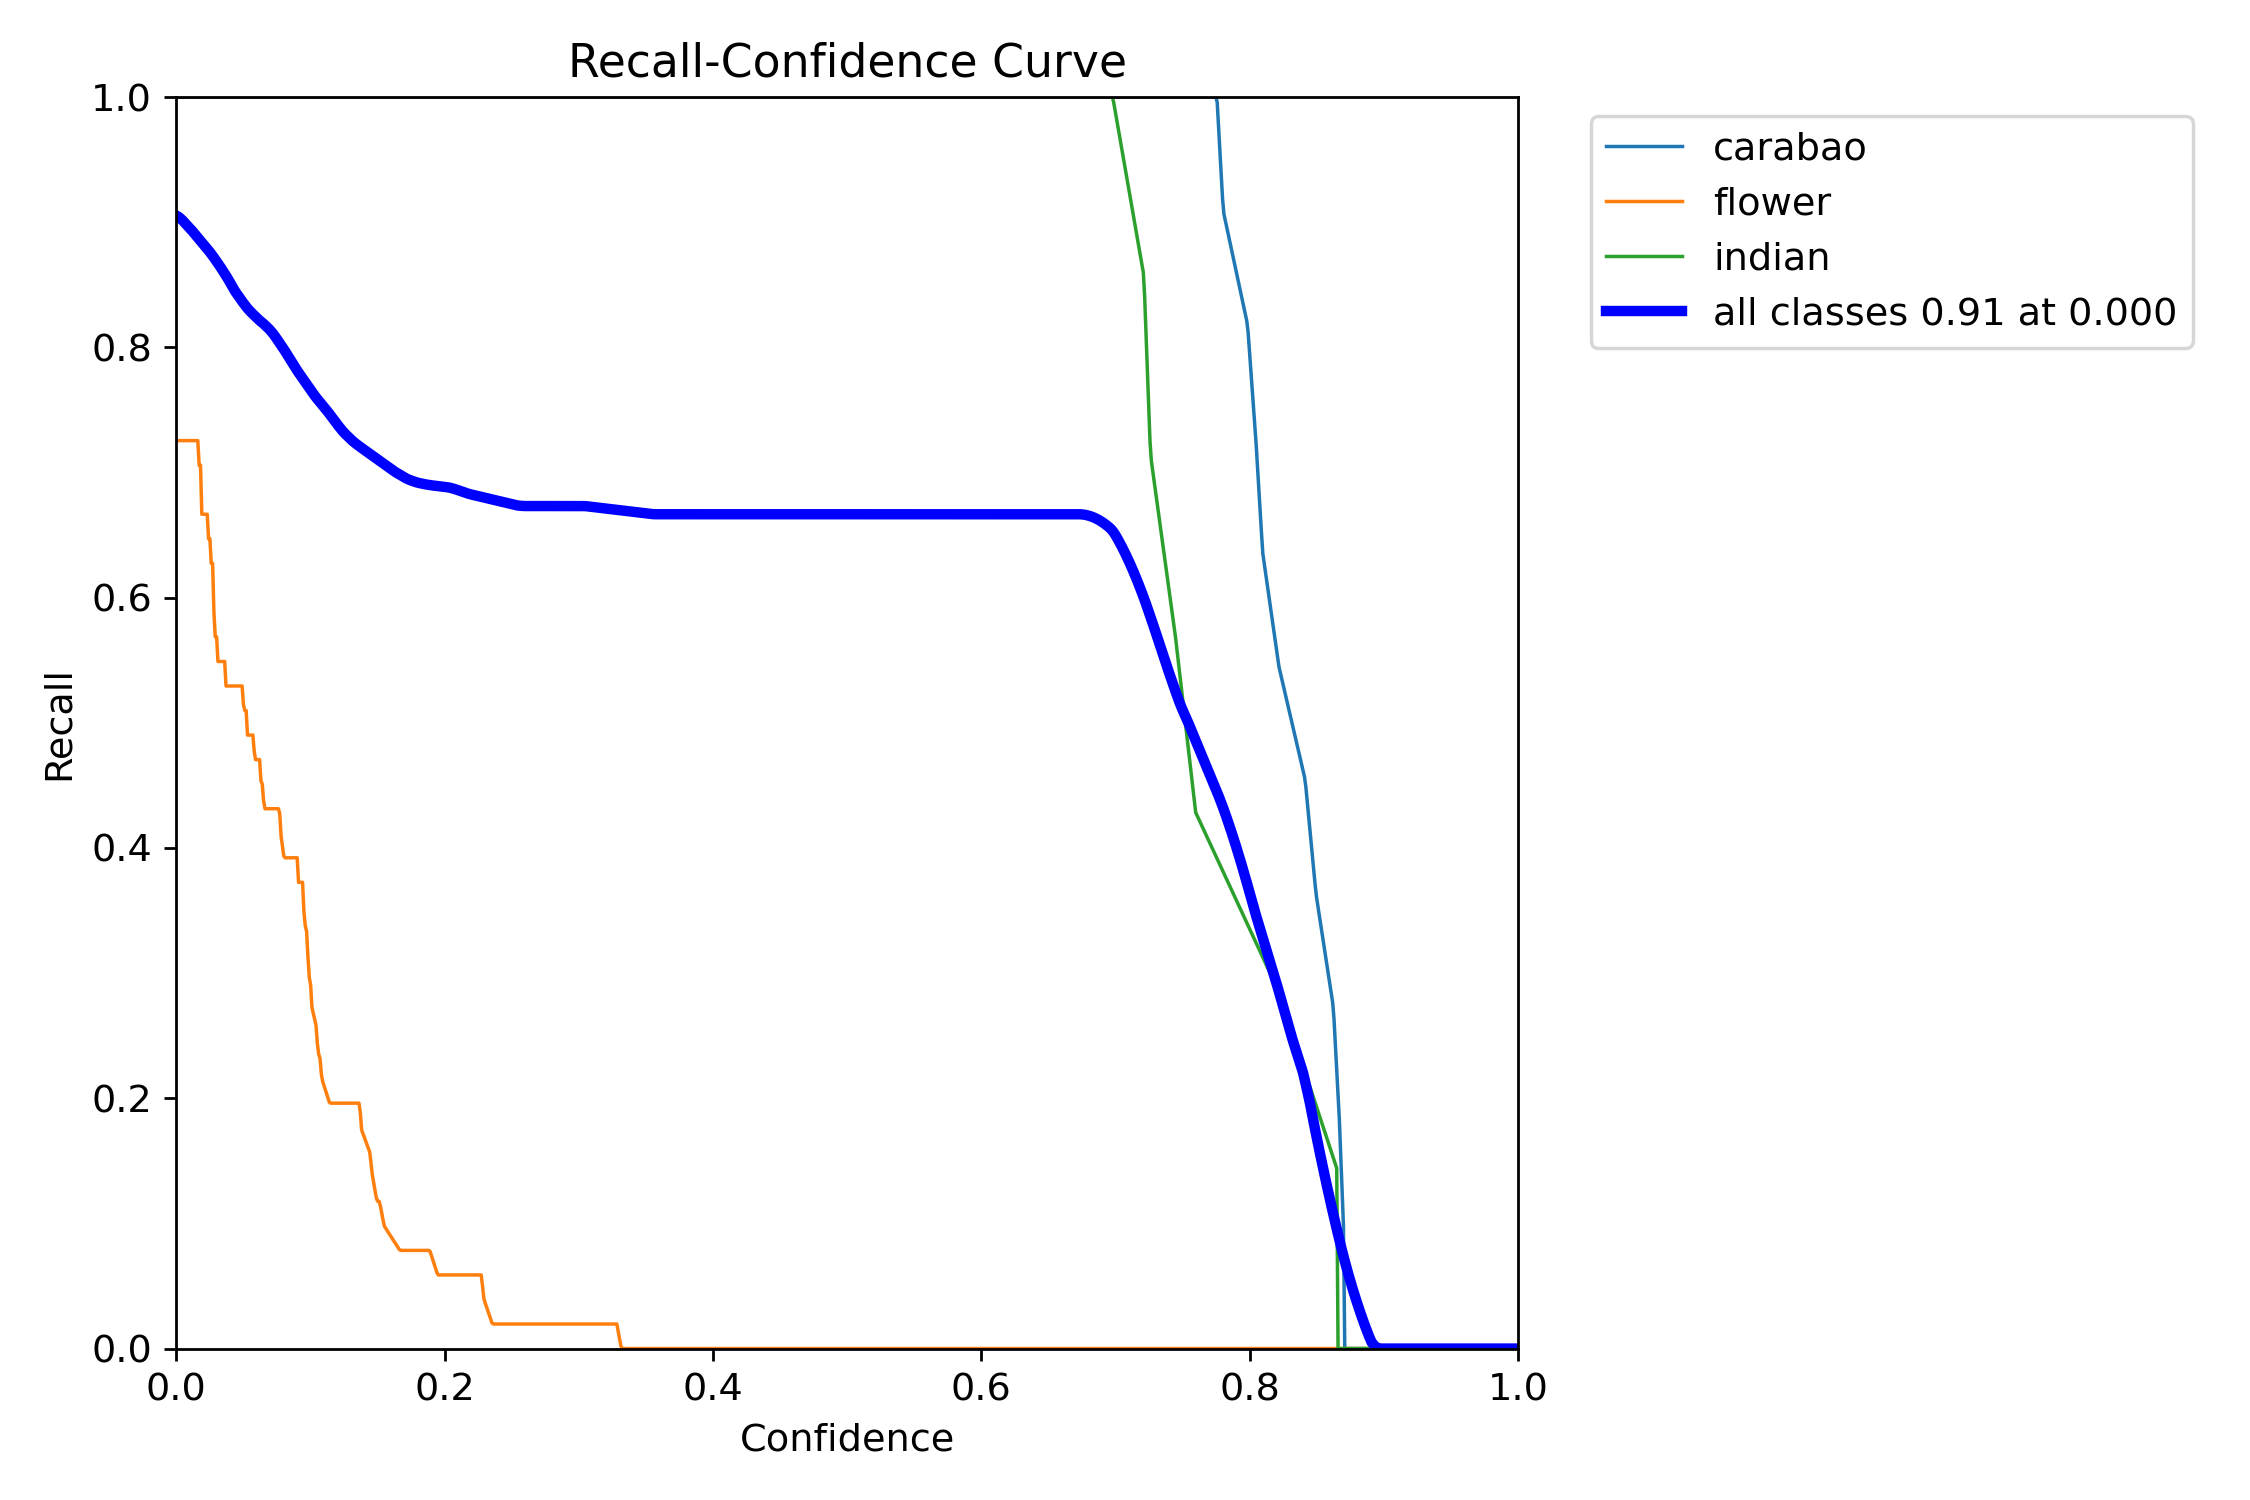 Recall-Confidence Curve
1.0
0.8
0.6
0.4
0.2
0.0
Recall
0.0 0.2 0.4 0.6 0.8 1.0
Confidence
carabao
flower
indian
all classes 0.91 at 0.000